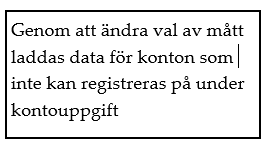 Genom att ändra val av mått
laddas data för konton som
inte kan registreras på under
kontouppgift